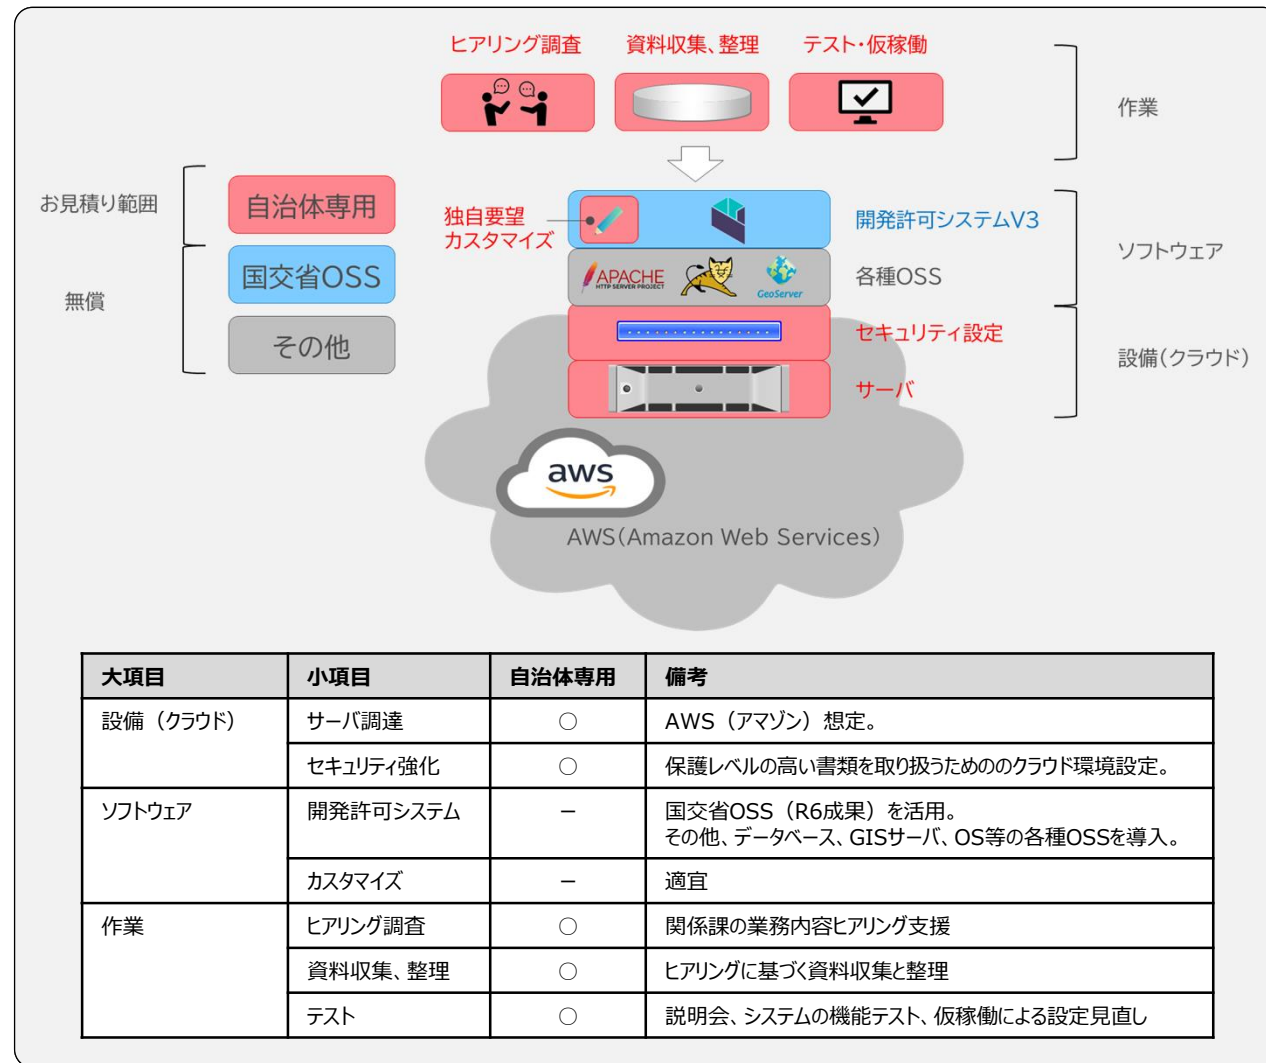 ヒアリング調査
資料収集、整理
テスト・仮稼働
作業
お見積り範囲
自治体専用
国交省OSS
無償
その他
独自要望
カスタマイズ
開発許可システムV3
ソフトウェア
APACHE
HTTP SERVER PROJECT
GeoServer
各種OSS
セキュリティ設定
設備(クラウド)
サーバ
aws
AWS(Amazon Web Services)
大項目 小項目 自治体専用 備考
設備（クラウド） サーバ調達 ○ AWS（アマゾン）想定。
セキュリティ強化 ○ 保護レベルの高い書類を取り扱うためののクラウド環境設定。
ソフトウェア 開発許可システム － 国交省OSS（R6成果）を活用。
その他、データベース、GISサーバ、OS等の各種OSSを導入。
カスタマイズ － 適宜
作業 ヒアリング調査 ○ 関係課の業務内容ヒアリング支援
資料収集、整理 ○ ヒアリングに基づく資料収集と整理
テスト ○ 説明会、システムの機能テスト、仮稼働による設定見直し